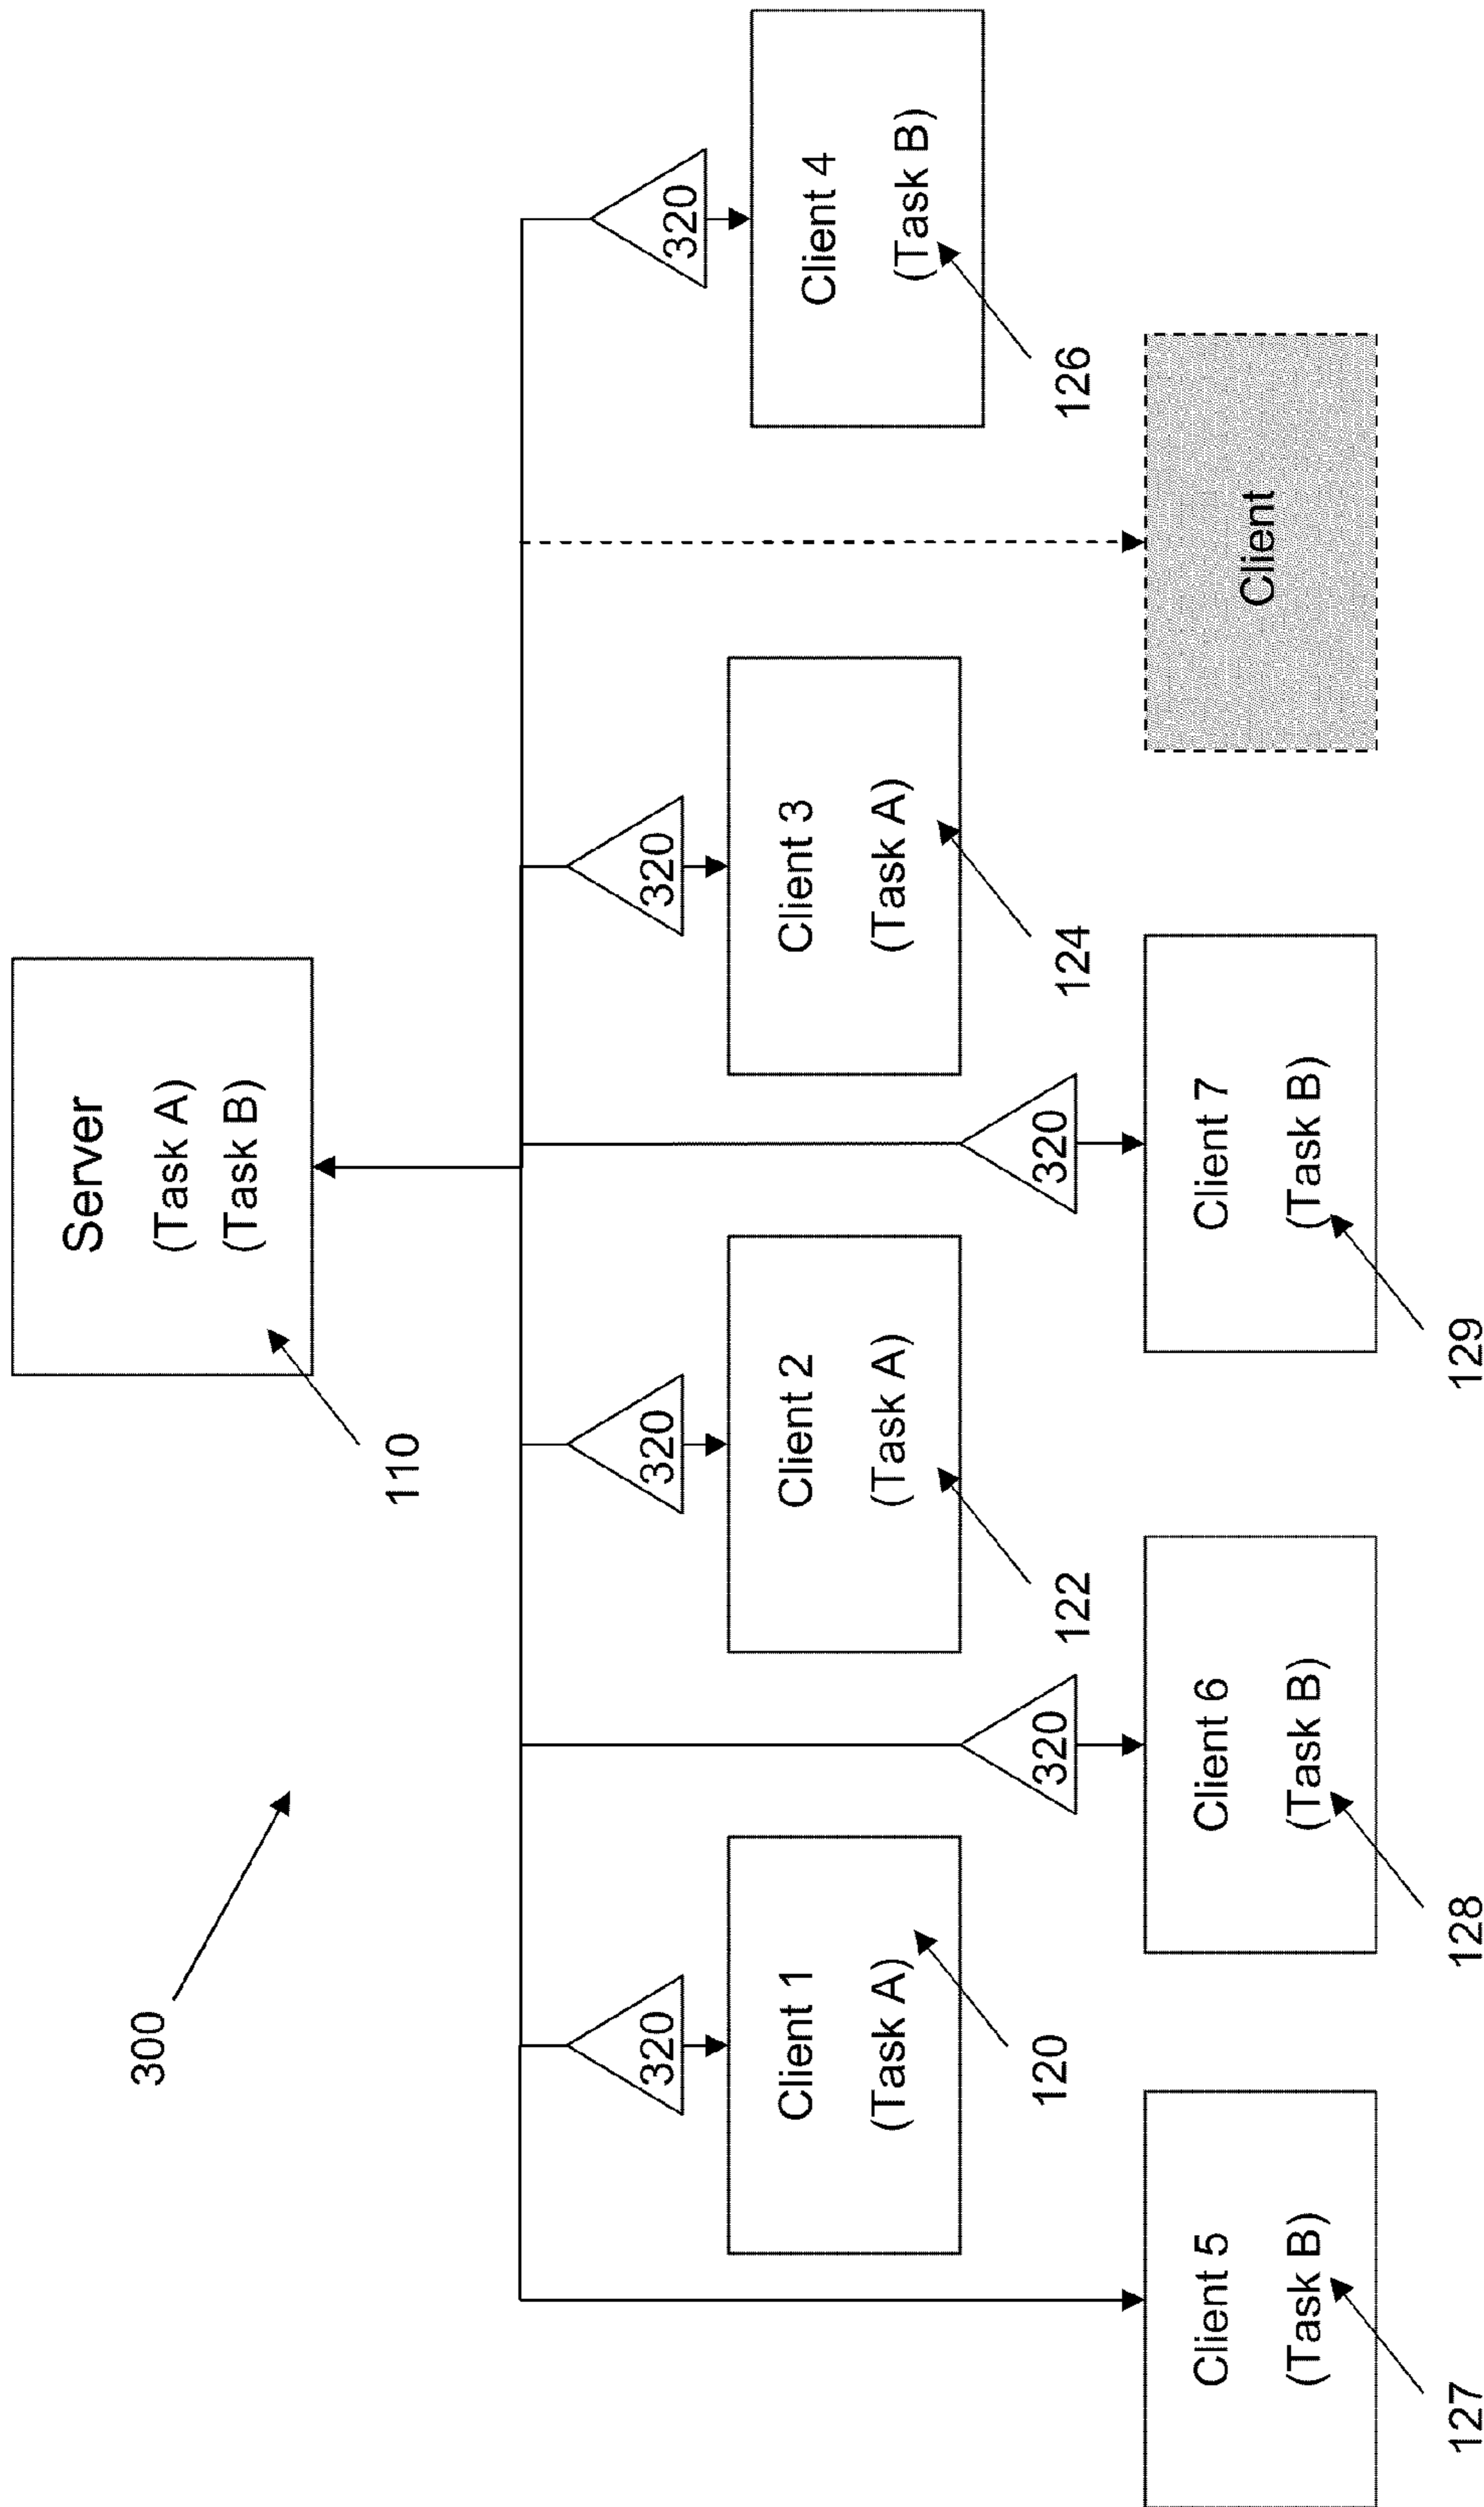 300
Server
(Task A)
(Task B)
110
320
320
320
320
Client 1
(Task A)
120
Client 2
(Task A)
122
Client 3
(Task A)
124
Client 4
(Task B)
126
320
320
Client 5
(Task B)
127
Client 6
(Task B)
128
Client 7
(Task B)
129
Client